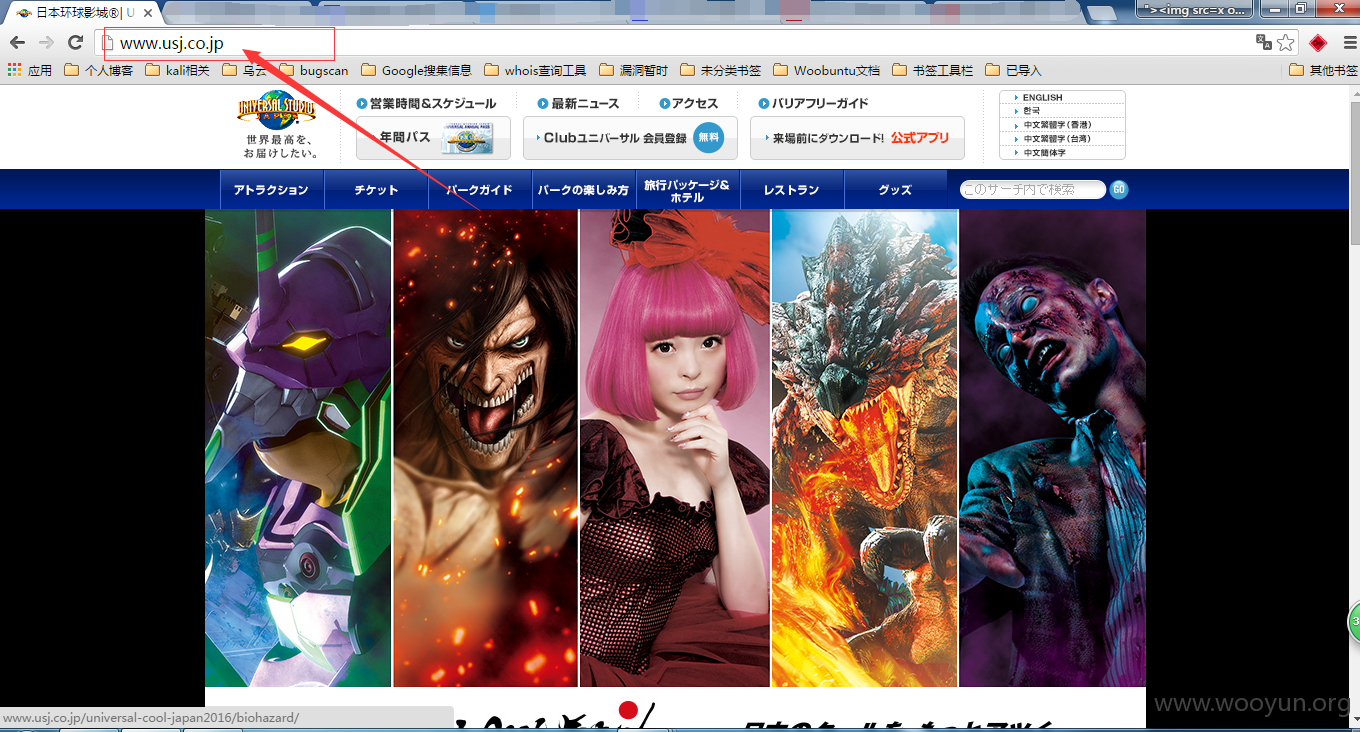 日本环球影城®| U
"><img src=x o...
www.usj.co.jp
应用 个人博客 kali相关 乌云 bugscan Google搜集信息 whois查询工具 漏洞暂时 未分类书签 Woobuntu文档 书签工具栏 已导入 其他书签
UNIVERSAL STUDIO
JAPAN
世界最高を、
お届けしたい。
営業時間&スケジュール 最新ニュース アクセス バリアフリーガイド
年間パス
Clubユニバーサル 会員登録 無料
来場前にダウンロード! 公式アプリ
ENGLISH
한국
中文繁體字(香港)
中文繁體字(台湾)
中文簡体字
アトラクション チケット パークガイド パークの楽しみ方 旅行パッケージ&
ホテル レストラン グッズ このサーチ内で検索 GO
www.wooyun.org
www.usj.co.jp/universal-cool-japan2016/biohazard/